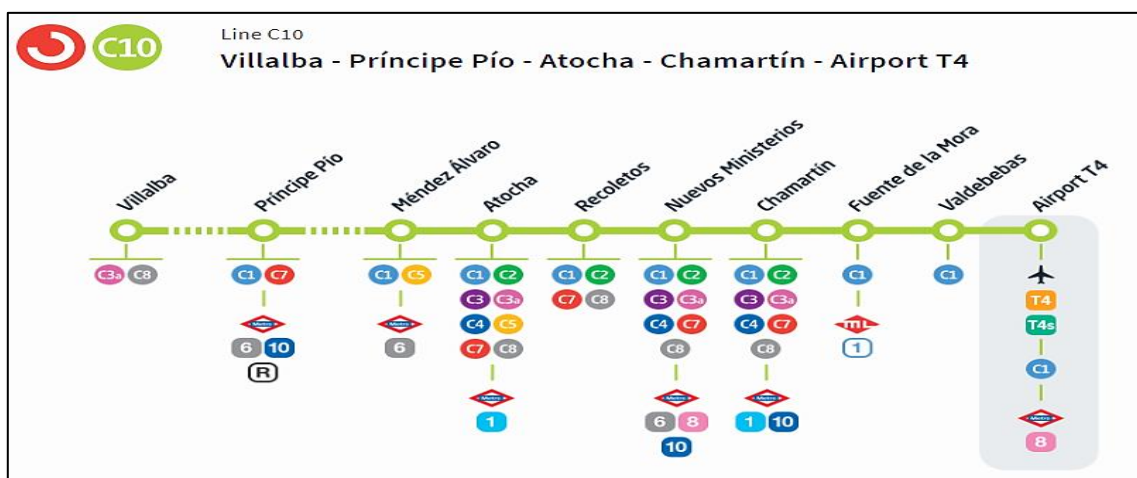 C10
Line C10
Villalba - Príncipe Pío - Atocha - Chamartín - Airport T4
Villalba
Príncipe Pío
Méndez Álvaro
Atocha
Recoletos
Nuevos Ministerios
Chamartín
Fuente de la Mora
Valdebebas
Airport T4
C3a C8
C1 C7
Metro
6 10
R
C1 C5
Metro
6
C1 C2
C3 C3a
C4 C5
C7 C8
Metro
1
C1 C2
C7 C8
C1 C2
C3 C3a
C4 C7
C8
Metro
6 8
10
C1 C2
C3 C3a
C4 C7
C8
Metro
1 10
C1
mL
1
C1
T4
T4s
C1
Metro
8